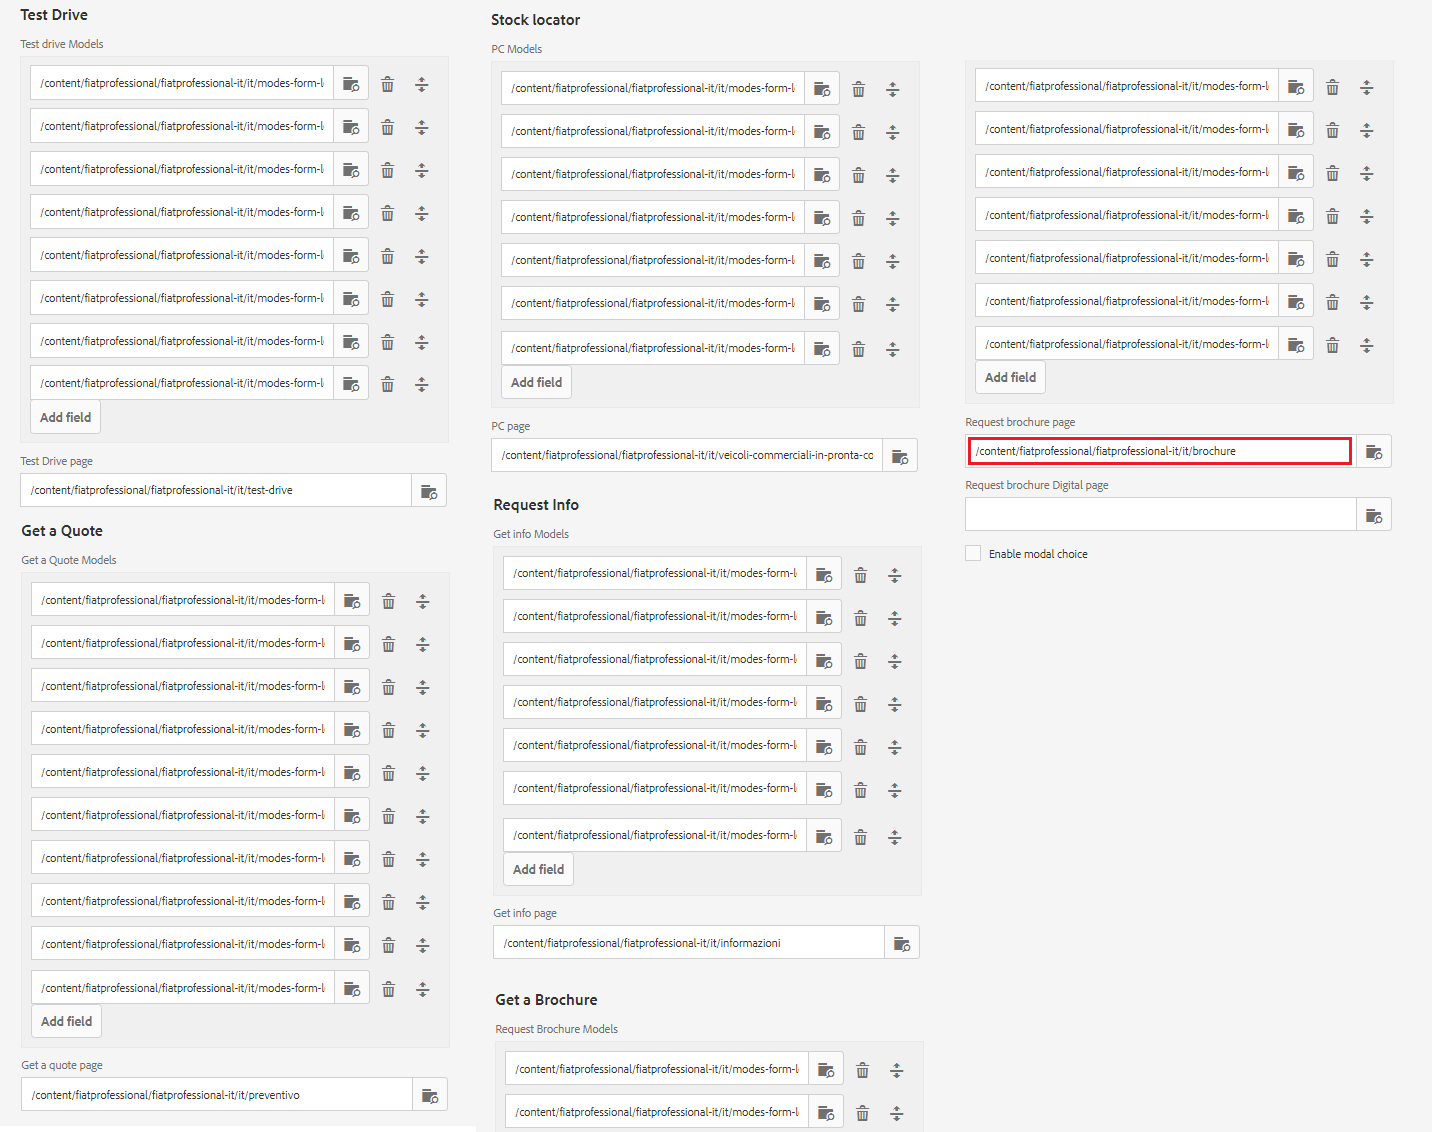 Test Drive
Test drive Models
/content/fiatprofessional/fiatprofessional-it/it/modes-form-l
/content/fiatprofessional/fiatprofessional-it/it/modes-form-l
/content/fiatprofessional/fiatprofessional-it/it/modes-form-l
/content/fiatprofessional/fiatprofessional-it/it/modes-form-l
/content/fiatprofessional/fiatprofessional-it/it/modes-form-l
/content/fiatprofessional/fiatprofessional-it/it/modes-form-l
/content/fiatprofessional/fiatprofessional-it/it/modes-form-l
/content/fiatprofessional/fiatprofessional-it/it/modes-form-l
Add field
Test Drive page
/content/fiatprofessional/fiatprofessional-it/it/test-drive
Get a Quote
Get a Quote Models
/content/fiatprofessional/fiatprofessional-it/it/modes-form-l
/content/fiatprofessional/fiatprofessional-it/it/modes-form-l
/content/fiatprofessional/fiatprofessional-it/it/modes-form-l
/content/fiatprofessional/fiatprofessional-it/it/modes-form-l
/content/fiatprofessional/fiatprofessional-it/it/modes-form-l
/content/fiatprofessional/fiatprofessional-it/it/modes-form-l
/content/fiatprofessional/fiatprofessional-it/it/modes-form-l
/content/fiatprofessional/fiatprofessional-it/it/modes-form-l
/content/fiatprofessional/fiatprofessional-it/it/modes-form-l
/content/fiatprofessional/fiatprofessional-it/it/modes-form-l
Add field
Get a quote page
/content/fiatprofessional/fiatprofessional-it/it/preventivo
Stock locator
PC Models
/content/fiatprofessional/fiatprofessional-it/it/modes-form-l
/content/fiatprofessional/fiatprofessional-it/it/modes-form-l
/content/fiatprofessional/fiatprofessional-it/it/modes-form-l
/content/fiatprofessional/fiatprofessional-it/it/modes-form-l
/content/fiatprofessional/fiatprofessional-it/it/modes-form-l
/content/fiatprofessional/fiatprofessional-it/it/modes-form-l
/content/fiatprofessional/fiatprofessional-it/it/modes-form-l
Add field
PC page
/content/fiatprofessional/fiatprofessional-it/it/veicoli-commerciali-in-pronta-co
Request Info
Get info Models
/content/fiatprofessional/fiatprofessional-it/it/modes-form-l
/content/fiatprofessional/fiatprofessional-it/it/modes-form-l
/content/fiatprofessional/fiatprofessional-it/it/modes-form-l
/content/fiatprofessional/fiatprofessional-it/it/modes-form-l
/content/fiatprofessional/fiatprofessional-it/it/modes-form-l
/content/fiatprofessional/fiatprofessional-it/it/modes-form-l
/content/fiatprofessional/fiatprofessional-it/it/modes-form-l
Add field
Get info page
/content/fiatprofessional/fiatprofessional-it/it/informazioni
Get a Brochure
Request Brochure Models
/content/fiatprofessional/fiatprofessional-it/it/modes-form-l
/content/fiatprofessional/fiatprofessional-it/it/modes-form-l
/content/fiatprofessional/fiatprofessional-it/it/modes-form-l
/content/fiatprofessional/fiatprofessional-it/it/modes-form-l
/content/fiatprofessional/fiatprofessional-it/it/modes-form-l
/content/fiatprofessional/fiatprofessional-it/it/modes-form-l
/content/fiatprofessional/fiatprofessional-it/it/modes-form-l
/content/fiatprofessional/fiatprofessional-it/it/modes-form-l
/content/fiatprofessional/fiatprofessional-it/it/modes-form-l
Add field
Request brochure page
/content/fiatprofessional/fiatprofessional-it/it/brochure
Request brochure Digital page
Enable modal choice